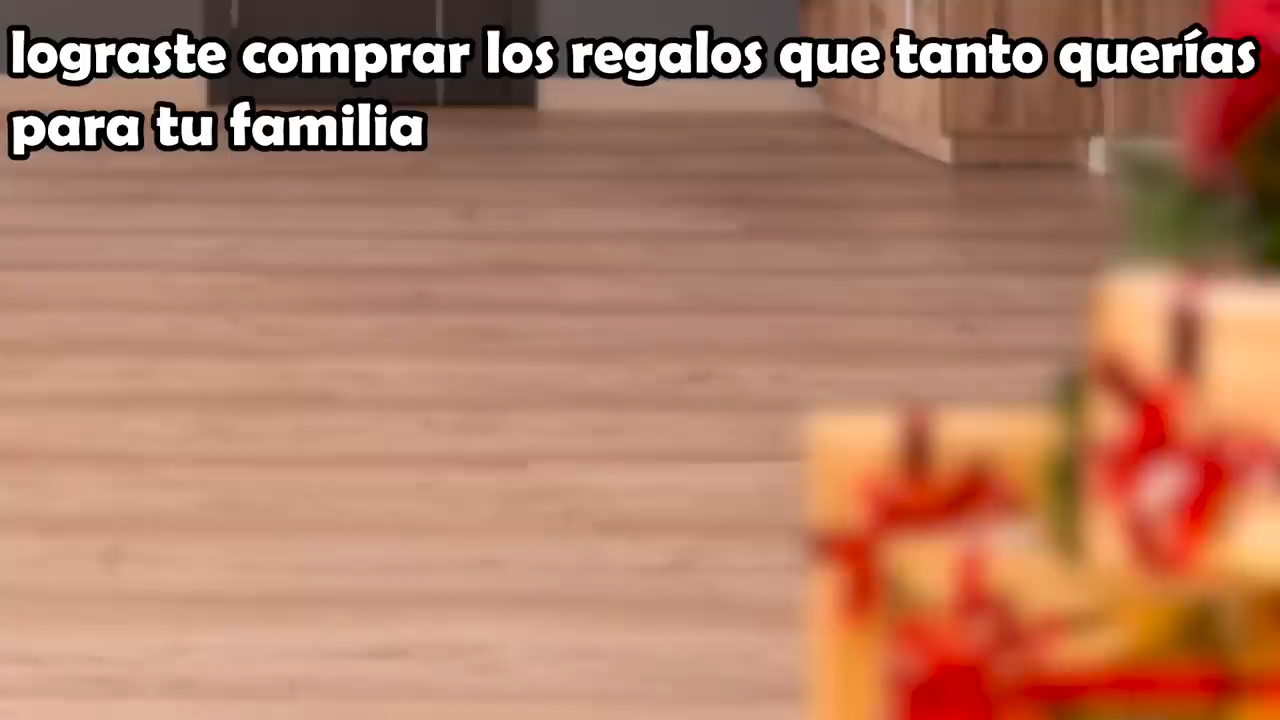 lograste comprar los regalos que tanto querías
para tu familia